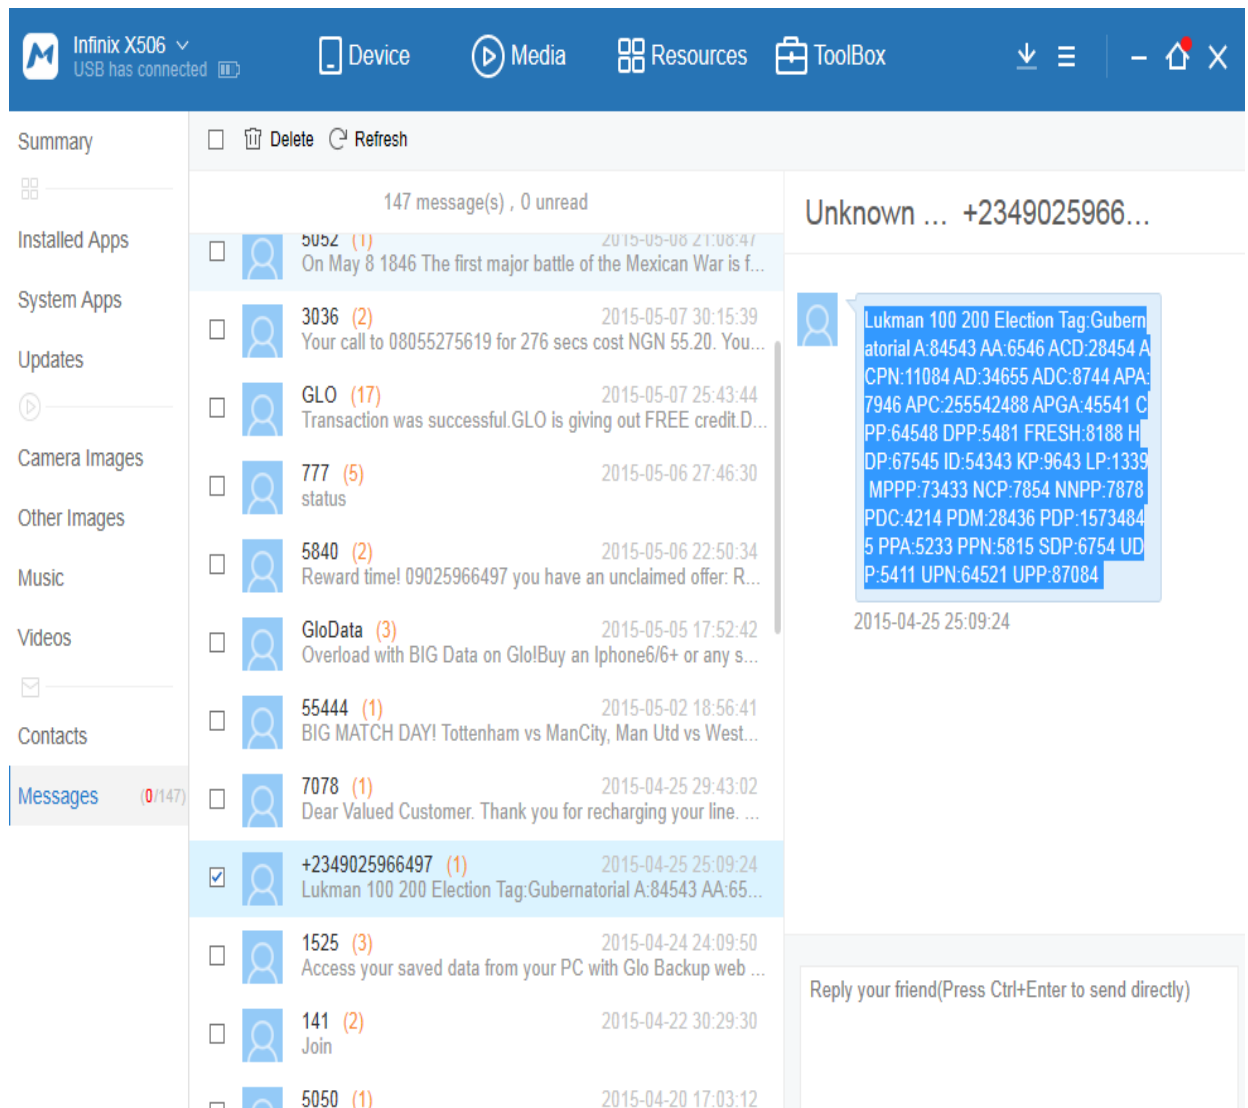 Infinix X506
USB has connected
Device
Media
Resources
ToolBox
Summary
Installed Apps
System Apps
Updates
Camera Images
Other Images
Music
Videos
Contacts
Messages (0/147)
Delete Refresh
147 message(s) , 0 unread
5052 (1) 2015-05-08 21:08:47
On May 8 1846 The first major battle of the Mexican War is f...
3036 (2) 2015-05-07 30:15:39
Your call to 08055275619 for 276 secs cost NGN 55.20. You...
GLO (17) 2015-05-07 25:43:44
Transaction was successful.GLO is giving out FREE credit.D...
777 (5) 2015-05-06 27:46:30
status
5840 (2) 2015-05-06 22:50:34
Reward time! 09025966497 you have an unclaimed offer: R...
GloData (3) 2015-05-05 17:52:42
Overload with BIG Data on Glo!Buy an Iphone6/6+ or any s...
55444 (1) 2015-05-02 18:56:41
BIG MATCH DAY! Tottenham vs ManCity, Man Utd vs West...
7078 (1) 2015-04-25 29:43:02
Dear Valued Customer. Thank you for recharging your line. ...
+2349025966497 (1) 2015-04-25 25:09:24
Lukman 100 200 Election Tag:Gubernatorial A:84543 AA:65...
1525 (3) 2015-04-24 24:09:50
Access your saved data from your PC with Glo Backup web ...
141 (2) 2015-04-22 30:29:30
Join
5050 (1) 2015-04-20 17:03:12
Unknown ... +2349025966...
Lukman 100 200 Election Tag:Gubern
atorial A:84543 AA:6546 ACD:28454 A
CPN:11084 AD:34655 ADC:8744 APA:
7946 APC:255542488 APGA:45541 C
PP:64548 DPP:5481 FRESH:8188 H
DP:67545 ID:54343 KP:9643 LP:1339
MPPP:73433 NCP:7854 NNPP:7878
PDC:4214 PDM:28436 PDP:1573484
5 PPA:5233 PPN:5815 SDP:6754 UD
P:5411 UPN:64521 UPP:87084
2015-04-25 25:09:24
Reply your friend(Press Ctrl+Enter to send directly)